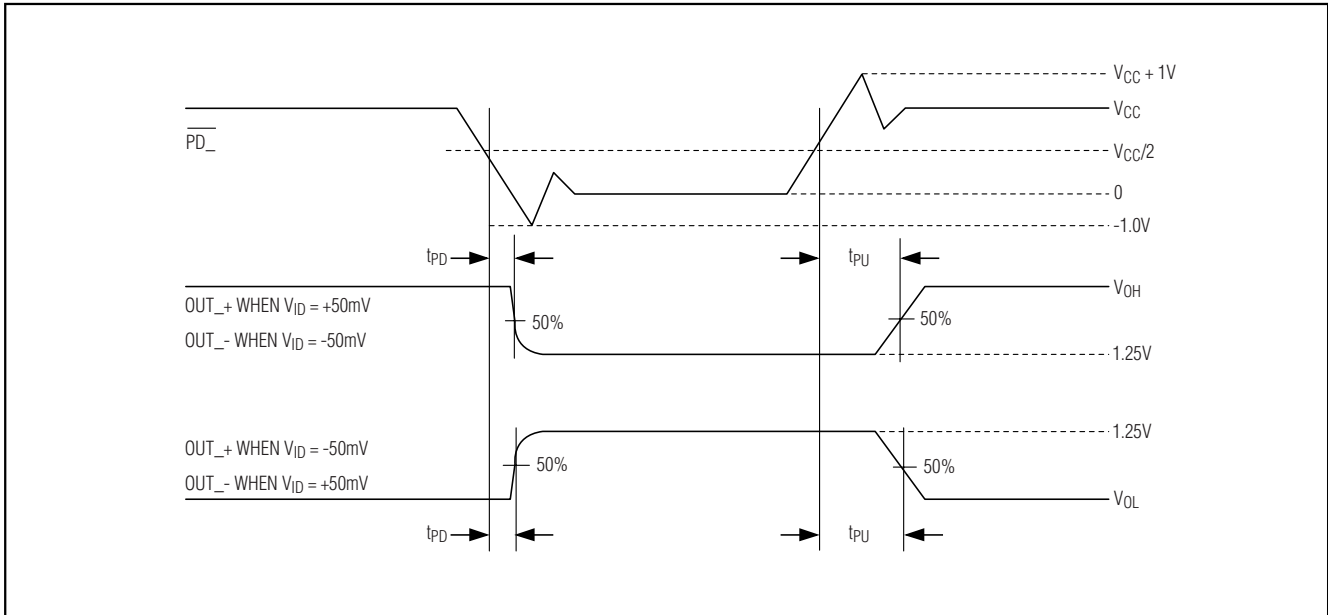 V_CC + 1V
V_CC
P̅D̅_̅
V_CC/2
0
-1.0V
t_PD
t_PU
V_OH
OUT_+ WHEN V_ID = +50mV
50%
50%
OUT_- WHEN V_ID = -50mV
1.25V
1.25V
OUT_+ WHEN V_ID = -50mV
50%
50%
OUT_- WHEN V_ID = +50mV
V_OL
t_PD
t_PU